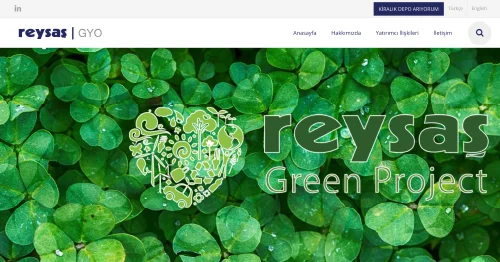 in
KİRALIK DEPO ARIYORUM
Türkçe
English
reysaş | GYO
Anasayfa
Hakkımızda
Yatırımcı İlişkileri
İletişim
reysaş
Green Project